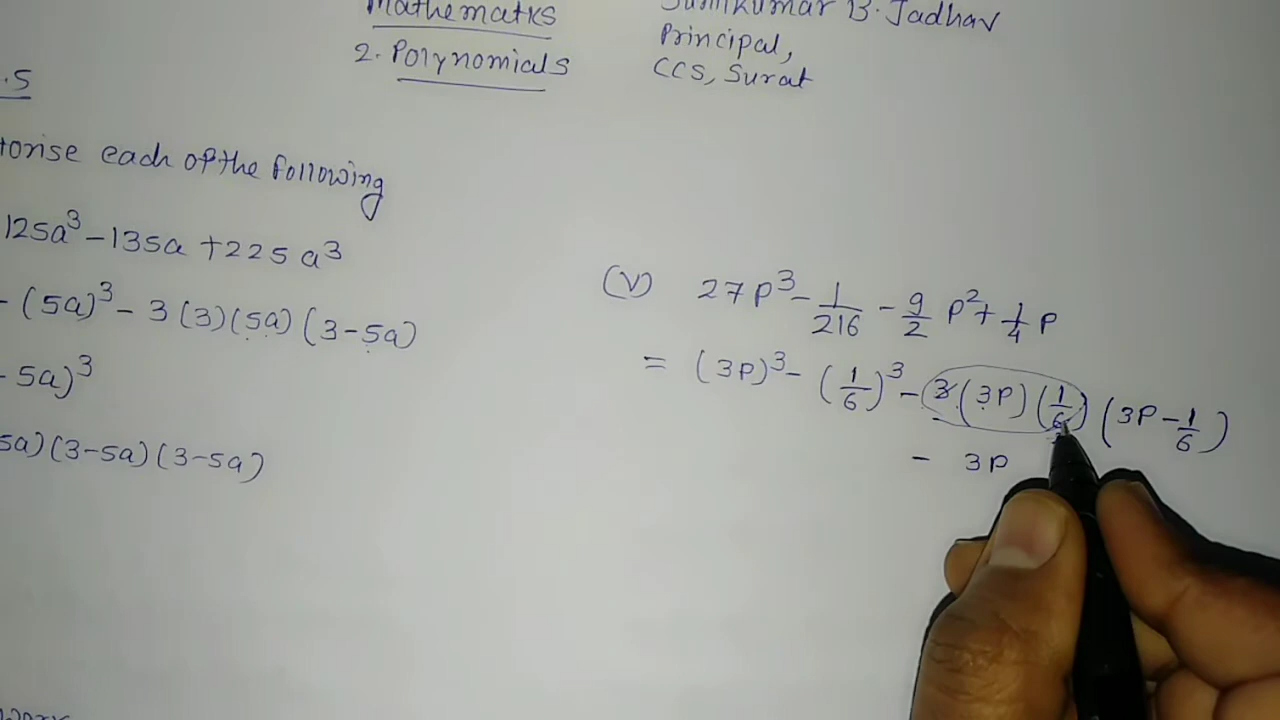 Mathematics
2. Polynomials
Sunilkumar B. Jadhav
Principal,
CCS, Surat
.5
torise each of the following
125a³ - 135a + 225a³
- (5a)³ - 3(3)(5a)(3-5a)
- 5a)³
5a)(3-5a)(3-5a)
(V) 27p³ - 1/216 - 9/2 p² + 1/4 p
= (3p)³ - (1/6)³ - 3(3p)(1/6)(3p - 1/6)
- 3p